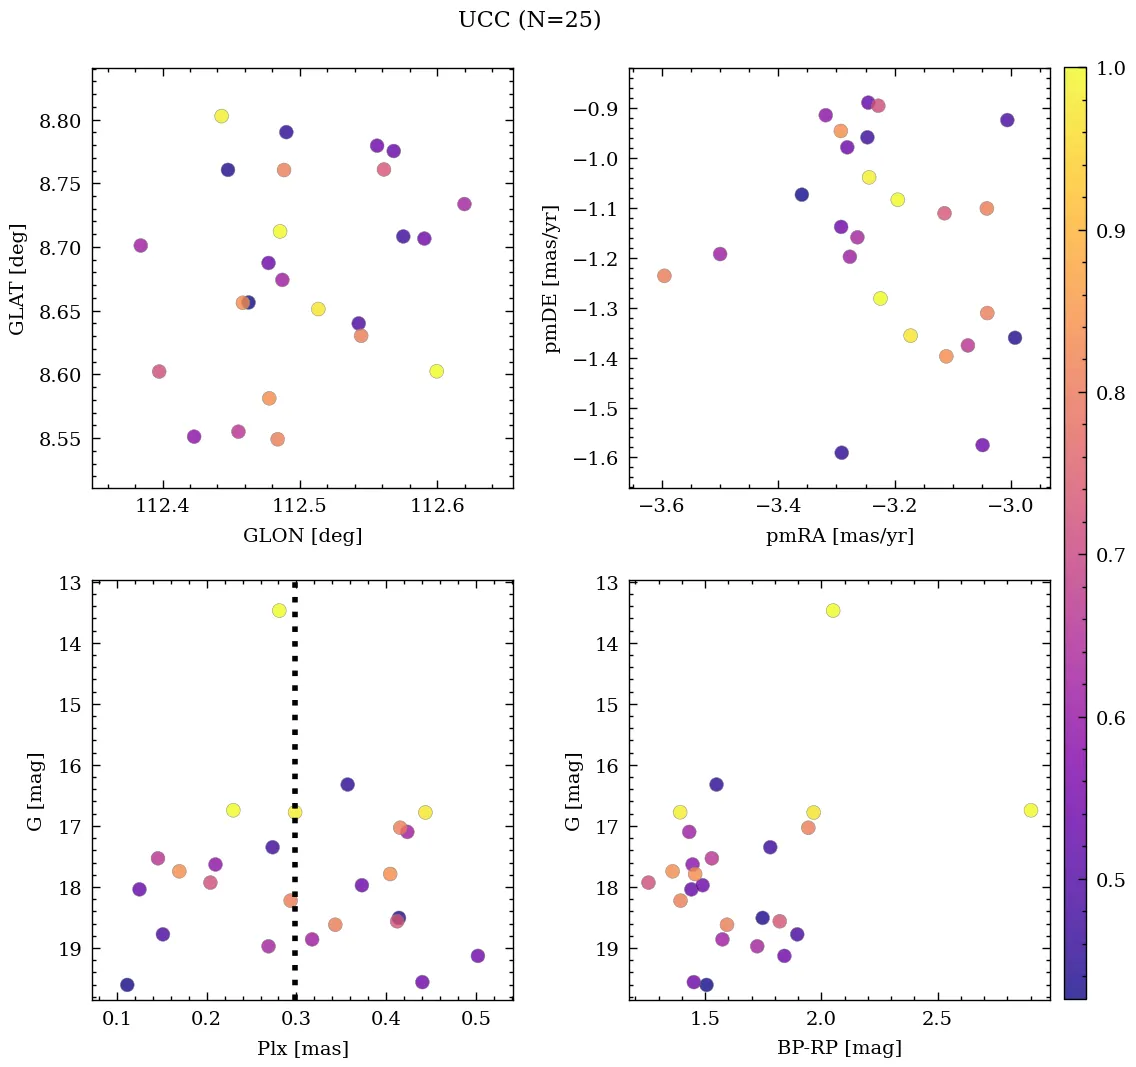 UCC (N=25)
8.80
8.75
8.70
8.65
8.60
8.55
GLAT [deg]
112.4 112.5 112.6
GLON [deg]
−0.9
−1.0
−1.1
−1.2
−1.3
−1.4
−1.5
−1.6
pmDE [mas/yr]
−3.6 −3.4 −3.2 −3.0
pmRA [mas/yr]
13
14
15
16
17
18
19
G [mag]
0.1 0.2 0.3 0.4 0.5
Plx [mas]
13
14
15
16
17
18
19
G [mag]
1.5 2.0 2.5
BP-RP [mag]
1.0
0.9
0.8
0.7
0.6
0.5